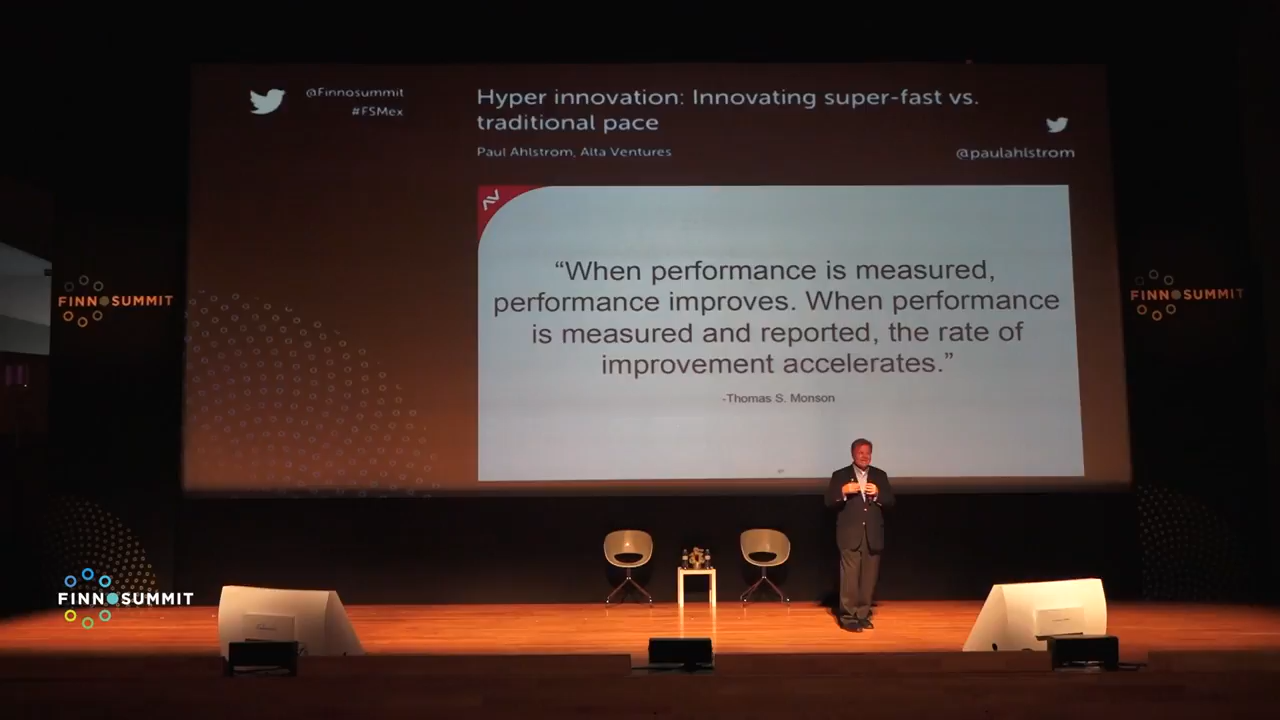 @Finnosummit
#FSMex
Hyper innovation: Innovating super-fast vs.
traditional pace
Paul Ahlstrom, Alta Ventures
@paulahlstrom
“When performance is measured,
performance improves. When performance
is measured and reported, the rate of
improvement accelerates.”
-Thomas S. Monson
FINNOSUMMIT
FINNOSUMMIT
FINNOSUMMIT